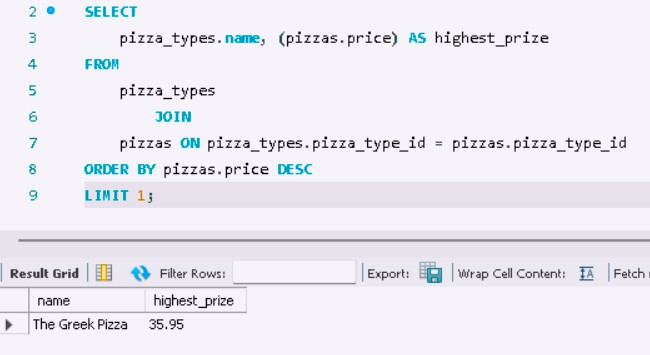 2 SELECT
3 pizza_types.name, (pizzas.price) AS highest_prize
4 FROM
5 pizza_types
6 JOIN
7 pizzas ON pizza_types.pizza_type_id = pizzas.pizza_type_id
8 ORDER BY pizzas.price DESC
9 LIMIT 1;
Result Grid Filter Rows: Export: Wrap Cell Content: Fetch
name highest_prize
The Greek Pizza 35.95